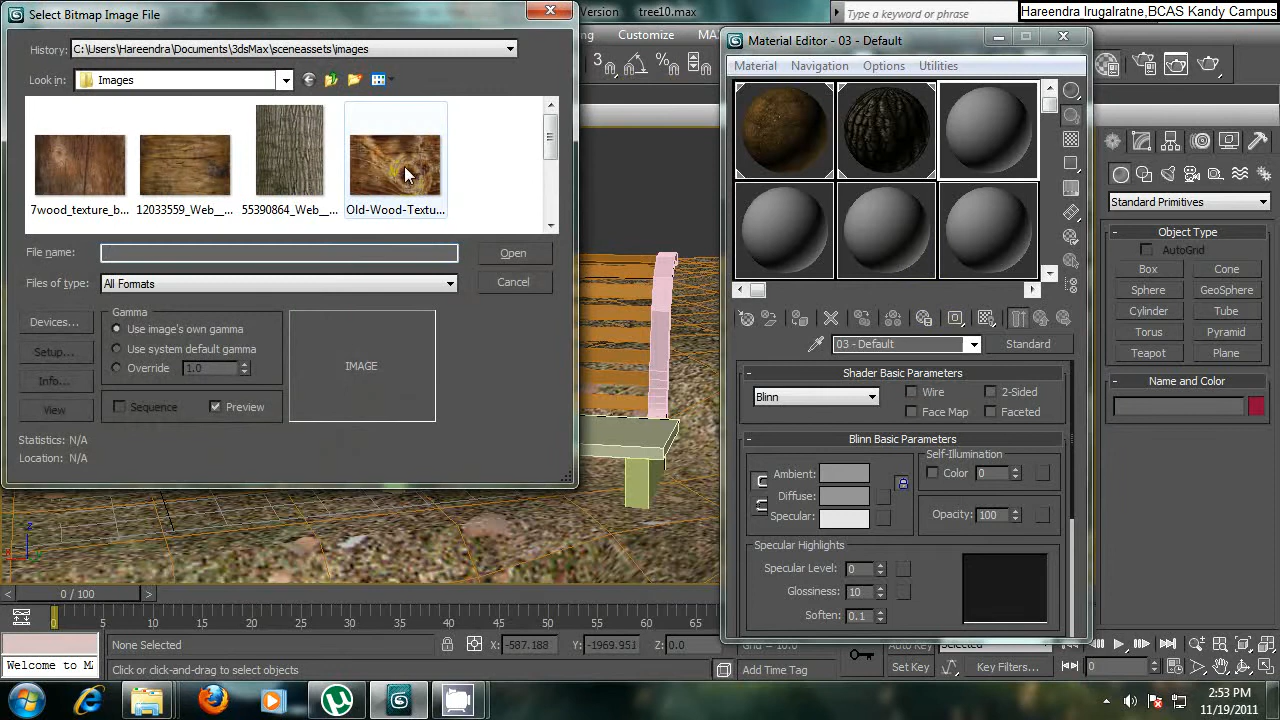 Select Bitmap Image File
Version tree10.max
Type a keyword or phrase
Hareendra Irugalratne,BCAS Kandy Campus
History: C:\Users\Hareendra\Documents\3dsMax\sceneassets\images
Look in: Images
7wood_texture_b...
12033559_Web__...
55390864_Web__...
Old-Wood-Textu...
File name:
Open
Files of type: All Formats
Cancel
Devices...
Setup...
Info...
View
Gamma
Use image's own gamma
Use system default gamma
Override 1.0
Sequence
Preview
IMAGE
Statistics: N/A
Location: N/A
Customize
Material Editor - 03 - Default
Material Navigation Options Utilities
03 - Default
Standard
Shader Basic Parameters
Blinn
Wire
2-Sided
Face Map
Faceted
Blinn Basic Parameters
Ambient:
Diffuse:
Specular:
Self-Illumination
Color 0
Opacity: 100
Specular Highlights
Specular Level: 0
Glossiness: 10
Soften: 0.1
Standard Primitives
Object Type
AutoGrid
Box Cone
Sphere GeoSphere
Cylinder Tube
Torus Pyramid
Teapot Plane
Name and Color
0 / 100
0 5 10 15 20 25 30 35 40 45 50 55 60 65
None Selected
X: -587.188
Y: -1969.951
Z: 0.0
Grid = 10.0
Auto Key
Selected
Welcome to M
Click or click-and-drag to select objects
Add Time Tag
Set Key
Key Filters...
0
2:53 PM
11/19/2011